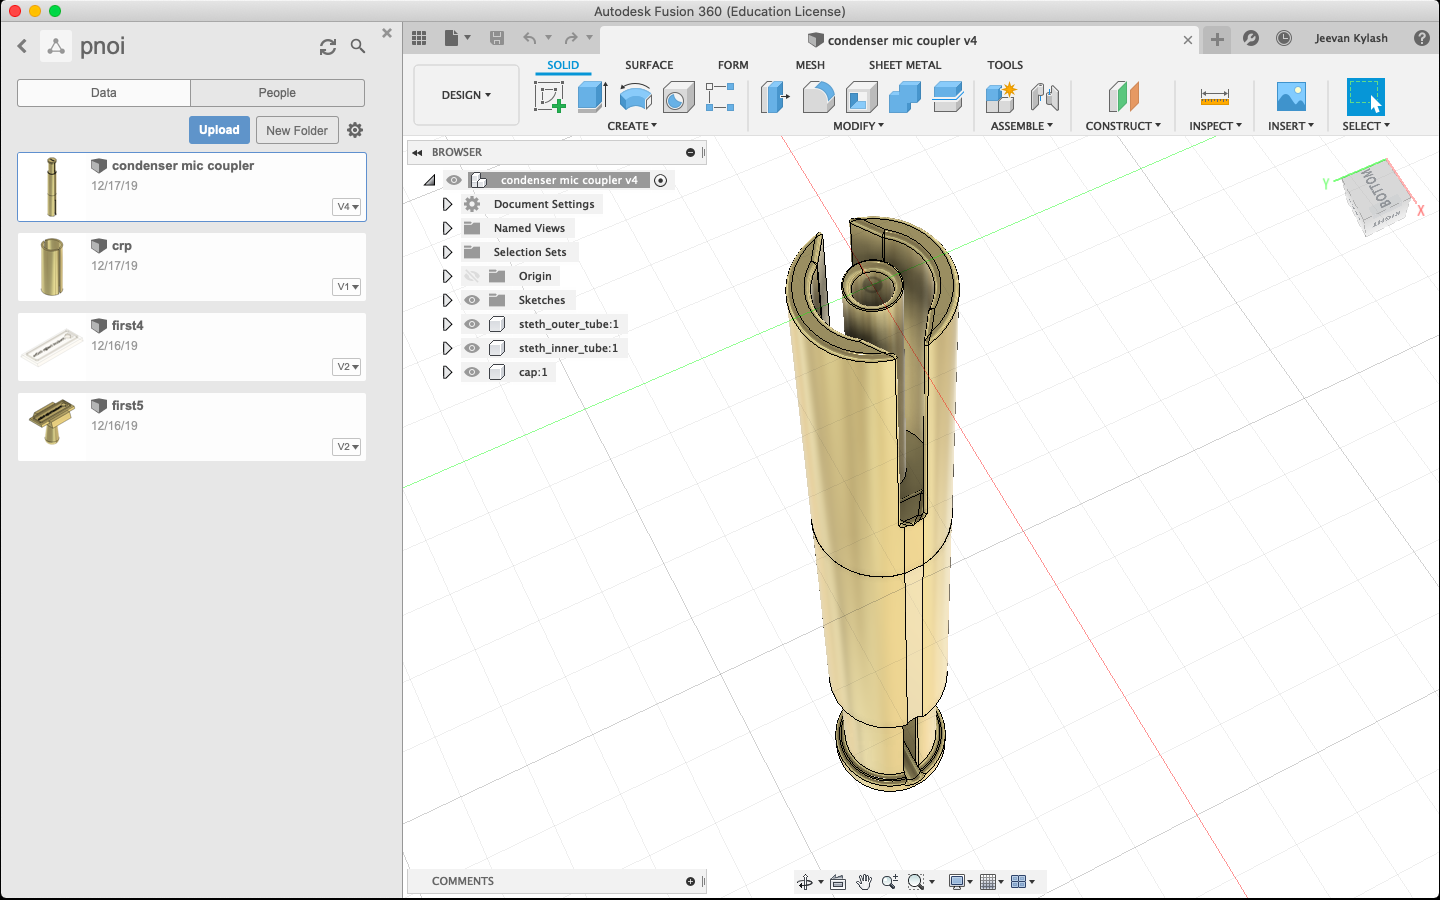 Autodesk Fusion 360 (Education License)
pnoi
Data
People
Upload
New Folder
condenser mic coupler
12/17/19
V4
crp
12/17/19
V1
first4
12/16/19
V2
first5
12/16/19
V2
condenser mic coupler v4
Jeevan Kylash
DESIGN
SOLID
SURFACE
FORM
MESH
SHEET METAL
TOOLS
CREATE
MODIFY
ASSEMBLE
CONSTRUCT
INSPECT
INSERT
SELECT
BROWSER
condenser mic coupler v4
Document Settings
Named Views
Selection Sets
Origin
Sketches
steth_outer_tube:1
steth_inner_tube:1
cap:1
Y
BOTTOM
RIGHT
X
COMMENTS